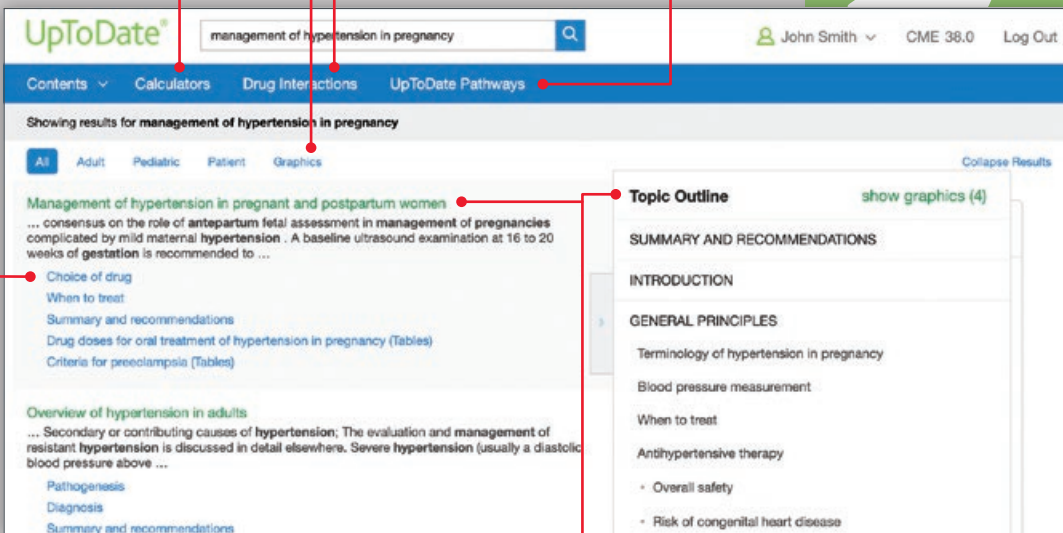 UpToDate®
management of hypertension in pregnancy
John Smith
CME 38.0
Log Out
Contents
Calculators
Drug Interactions
UpToDate Pathways
Showing results for management of hypertension in pregnancy
All
Adult
Pediatric
Patient
Graphics
Collapse Results
Management of hypertension in pregnant and postpartum women
... consensus on the role of antepartum fetal assessment in management of pregnancies
complicated by mild maternal hypertension . A baseline ultrasound examination at 16 to 20
weeks of gestation is recommended to ...
Choice of drug
When to treat
Summary and recommendations
Drug doses for oral treatment of hypertension in pregnancy (Tables)
Criteria for preeclampsia (Tables)
Overview of hypertension in adults
... Secondary or contributing causes of hypertension; The evaluation and management of
resistant hypertension is discussed in detail elsewhere. Severe hypertension (usually a diastolic
blood pressure above ...
Pathogenesis
Diagnosis
Summary and recommendations
Topic Outline
show graphics (4)
SUMMARY AND RECOMMENDATIONS
INTRODUCTION
GENERAL PRINCIPLES
Terminology of hypertension in pregnancy
Blood pressure measurement
When to treat
Antihypertensive therapy
• Overall safety
• Risk of congenital heart disease